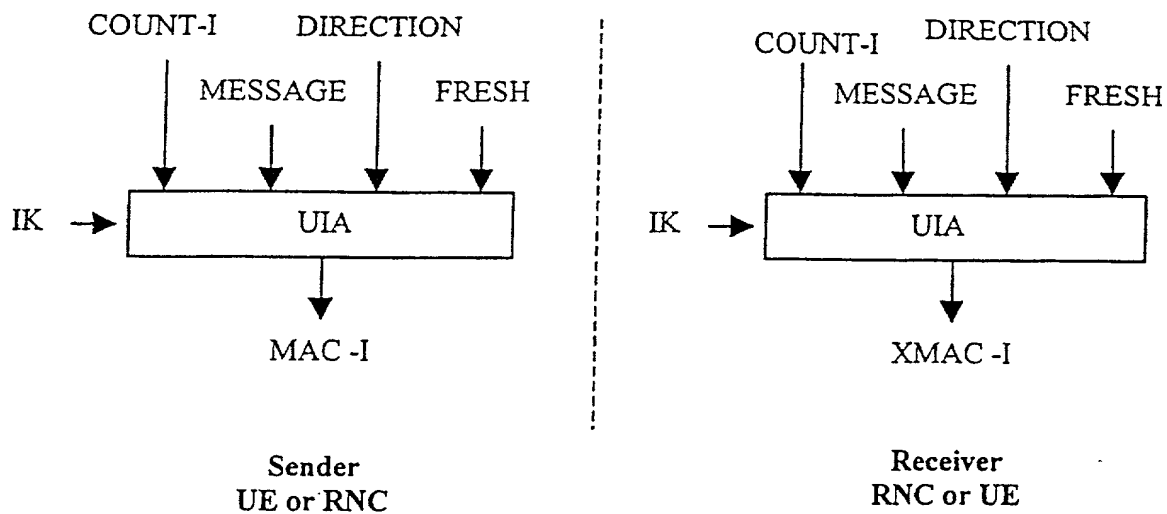 COUNT-I DIRECTION
MESSAGE FRESH
IK UIA
MAC -I
Sender
UE or RNC
COUNT-I DIRECTION
MESSAGE FRESH
IK UIA
XMAC -I
Receiver
RNC or UE